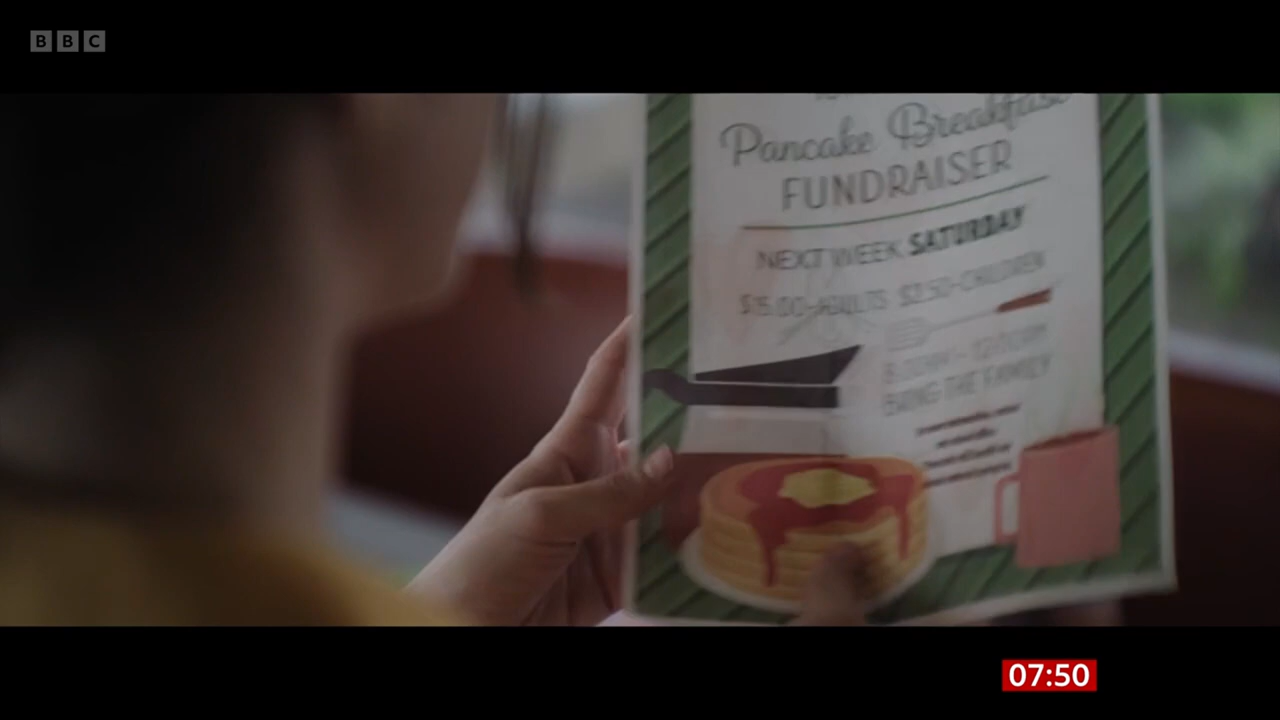 BBC
Pancake Breakfast
FUNDRAISER
NEXT WEEK SATURDAY
$15.00-ADULTS $2.50-CHILDREN
BRING THE FAMILY
07:50